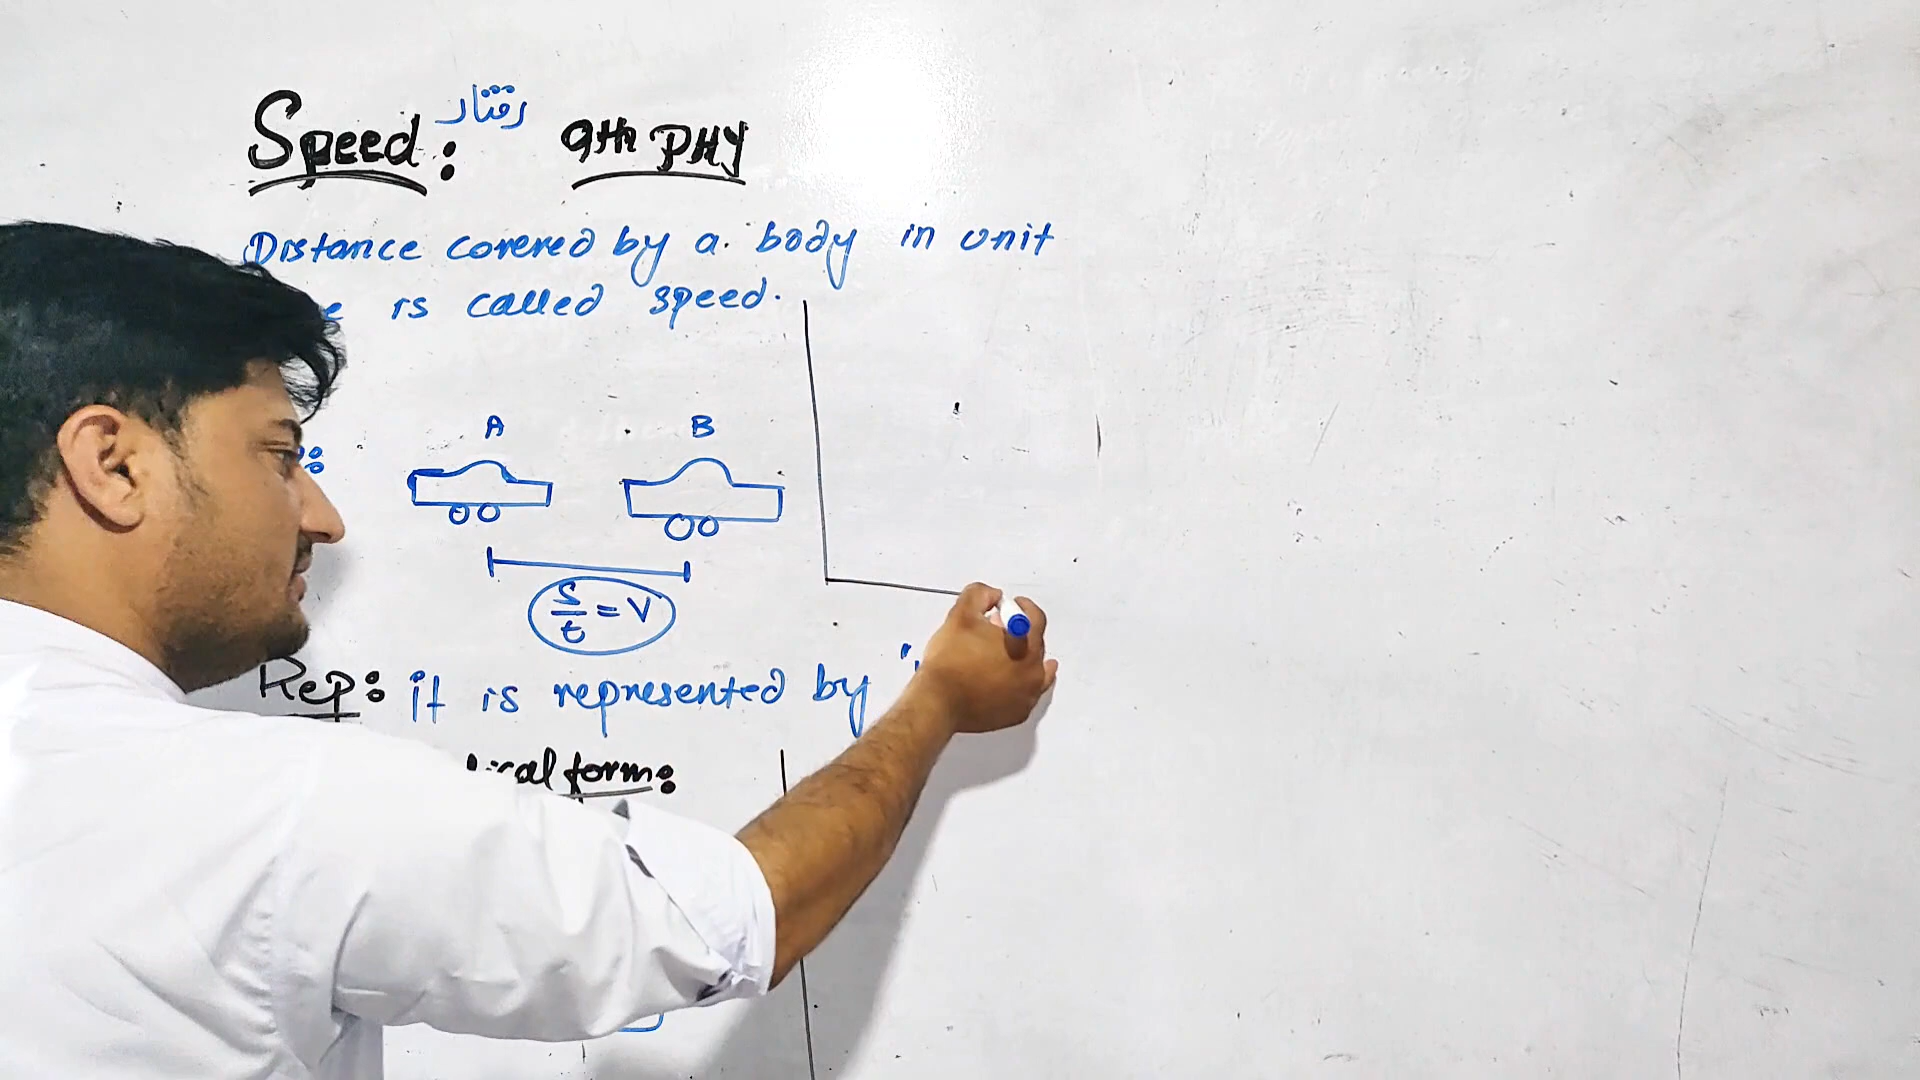 Speed: رفتار 9th PHY
Distance covered by a body in unit
is called speed.
A B
S/t = V
Rep: it is represented by
form: